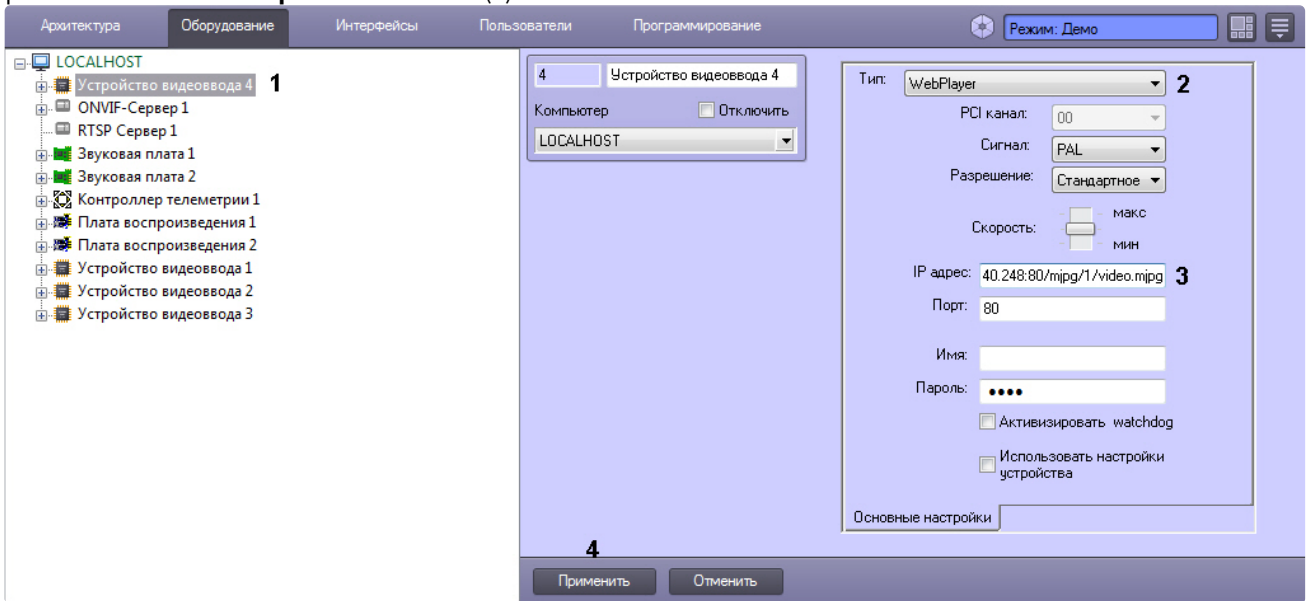 Архитектура Оборудование Интерфейсы Пользователи Программирование Режим: Демо
LOCALHOST
Устройство видеоввода 4 1
ONVIF-Сервер 1
RTSP Сервер 1
Звуковая плата 1
Звуковая плата 2
Контроллер телеметрии 1
Плата воспроизведения 1
Плата воспроизведения 2
Устройство видеоввода 1
Устройство видеоввода 2
Устройство видеоввода 3
4 Устройство видеоввода 4
Компьютер Отключить
LOCALHOST
Тип: WebPlayer 2
PCI канал: 00
Сигнал: PAL
Разрешение: Стандартное
макс
Скорость:
мин
IP адрес: 40.248:80/mjpg/1/video.mjpg 3
Порт: 80
Имя:
Пароль: ••••
Активизировать watchdog
Использовать настройки
устройства
Основные настройки
4
Применить Отменить